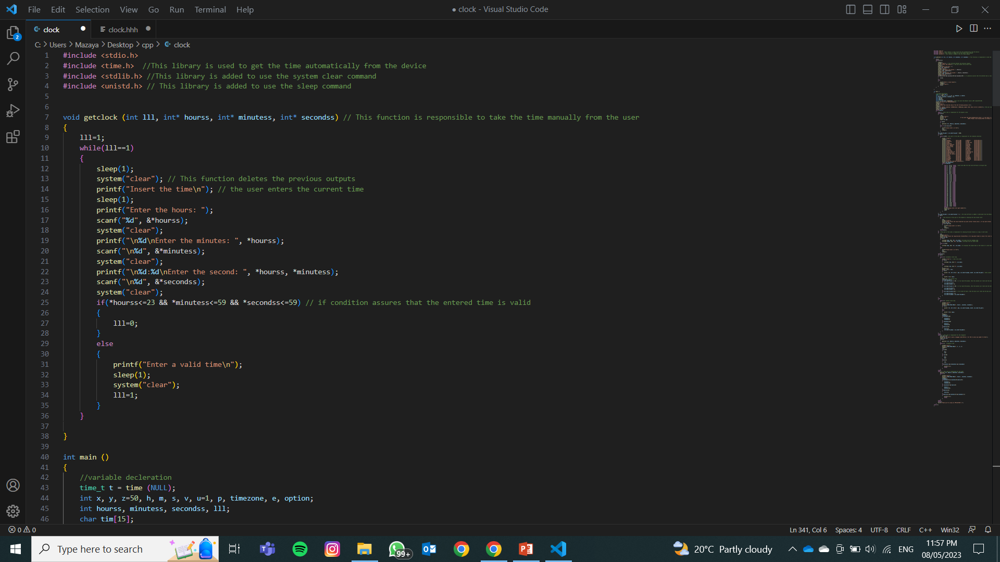 File Edit Selection View Go Run Terminal Help
● clock - Visual Studio Code
clock
clock.hhh
C: > Users > Mazaya > Desktop > cpp > clock
1 #include <stdio.h>
2 #include <time.h>  //This library is used to get the time automatically from the device
3 #include <stdlib.h> //This library is added to use the system clear command
4 #include <unistd.h> // This library is added to use the sleep command
5
6
7 void getclock (int lll, int* hourss, int* minutess, int* secondss) // This function is responsible to take the time manually from the user
8 {
9     lll=1;
10     while(lll==1)
11     {
12         sleep(1);
13         system("clear"); // This function deletes the previous outputs
14         printf("Insert the time\n"); // the user enters the current time
15         sleep(1);
16         printf("Enter the hours: ");
17         scanf("%d", &*hourss);
18         system("clear");
19         printf("\n%d\nEnter the minutes: ", *hourss);
20         scanf("\n%d", &*minutess);
21         system("clear");
22         printf("\n%d:%d\nEnter the second: ", *hourss, *minutess);
23         scanf("\n%d", &*secondss);
24         system("clear");
25         if(*hourss<=23 && *minutess<=59 && *secondss<=59) // if condition assures that the entered time is valid
26         {
27             lll=0;
28         }
29         else
30         {
31             printf("Enter a valid time\n");
32             sleep(1);
33             system("clear");
34             lll=1;
35         }
36     }
37
38 }
39
40 int main ()
41 {
42     //variable decleration
43     time_t t = time (NULL);
44     int x, y, z=50, h, m, s, v, u=1, p, timezone, e, option;
45     int hourss, minutess, secondss, lll;
46     char tim[15];
2
0 0
Ln 341, Col 6 Spaces: 4 UTF-8 CRLF C++ Win32
Type here to search
99+
20°C Partly cloudy
ENG
11:57 PM
08/05/2023